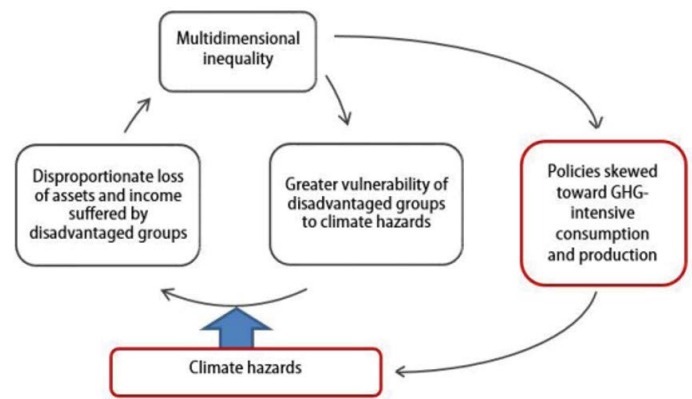 Multidimensional
inequality
Disproportionate loss
of assets and income
suffered by
disadvantaged groups
Greater vulnerability of
disadvantaged groups
to climate hazards
Policies skewed
toward GHG-
intensive
consumption
and production
Climate hazards